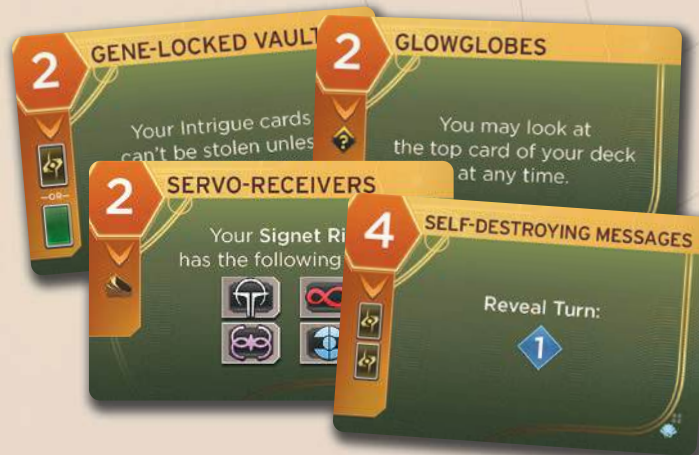 2
GENE-LOCKED VAULT
Your Intrigue cards
can't be stolen unles
-OR-
2
GLOWGLOBES
?
You may look at
the top card of your deck
at any time.
2
SERVO-RECEIVERS
Your Signet Ri
has the following
4
SELF-DESTROYING MESSAGES
Reveal Turn:
1